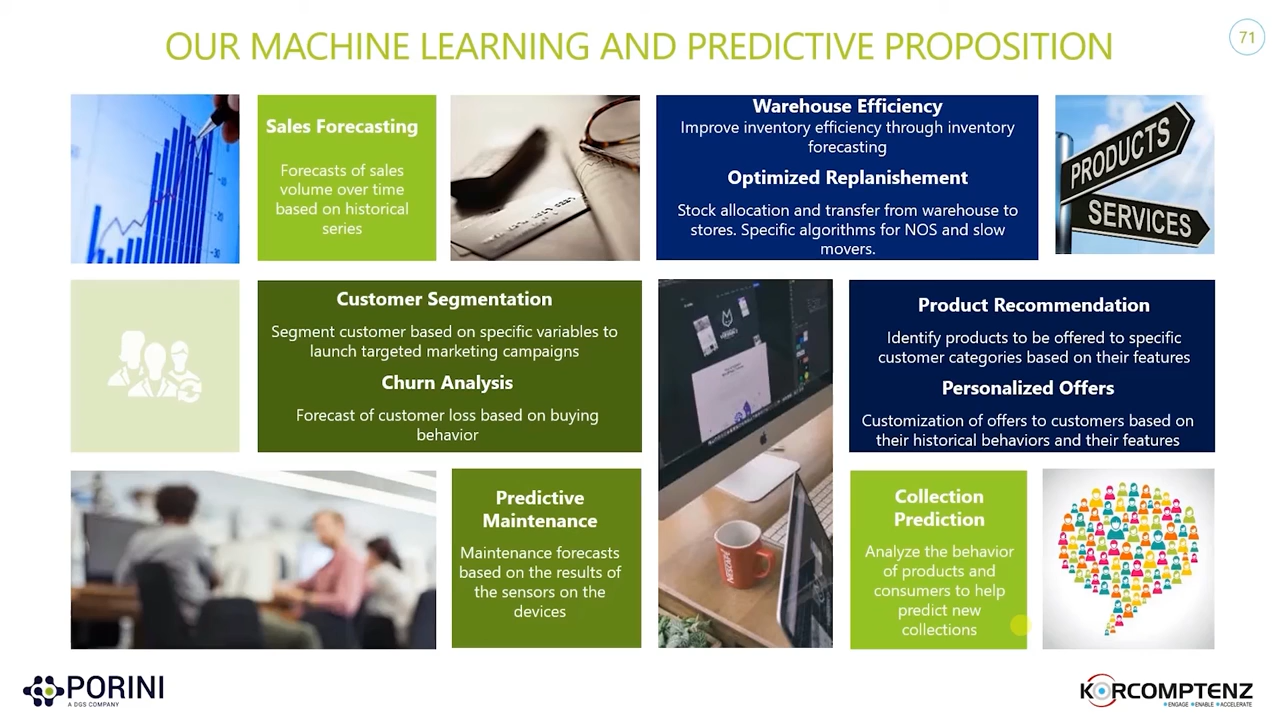 OUR MACHINE LEARNING AND PREDICTIVE PROPOSITION
71
Sales Forecasting
Forecasts of sales
volume over time
based on historical
series
Warehouse Efficiency
Improve inventory efficiency through inventory
forecasting
Optimized Replanishement
Stock allocation and transfer from warehouse to
stores. Specific algorithms for NOS and slow
movers.
PRODUCTS
SERVICES
Customer Segmentation
Segment customer based on specific variables to
launch targeted marketing campaigns
Churn Analysis
Forecast of customer loss based on buying
behavior
Product Recommendation
Identify products to be offered to specific
customer categories based on their features
Personalized Offers
Customization of offers to customers based on
their historical behaviors and their features
Predictive
Maintenance
Maintenance forecasts
based on the results of
the sensors on the
devices
NESCAFÉ
Collection
Prediction
Analyze the behavior
of products and
consumers to help
predict new
collections
PORINI
A DGS COMPANY
KORCOMPTENZ
ENGAGE ENABLE ACCELERATE